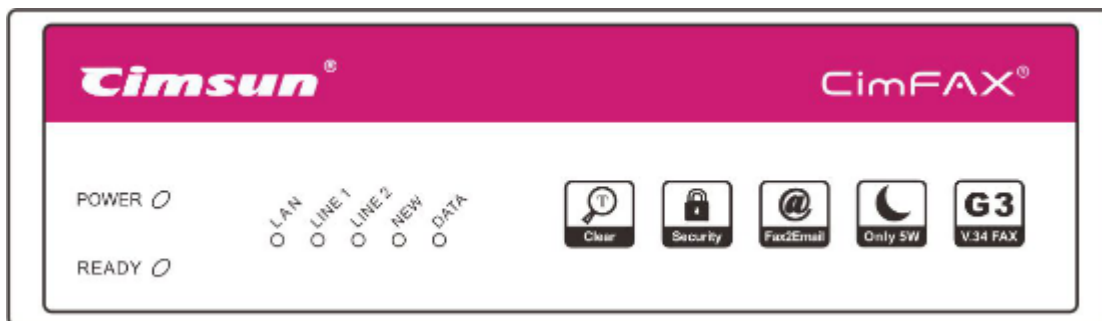 Cimsun®
CimFAX®
POWER
LAN
LINE 1
LINE 2
NEW
DATA
READY
T
Clear
Security
@
Fax2Email
Only 5W
G3
V.34 FAX